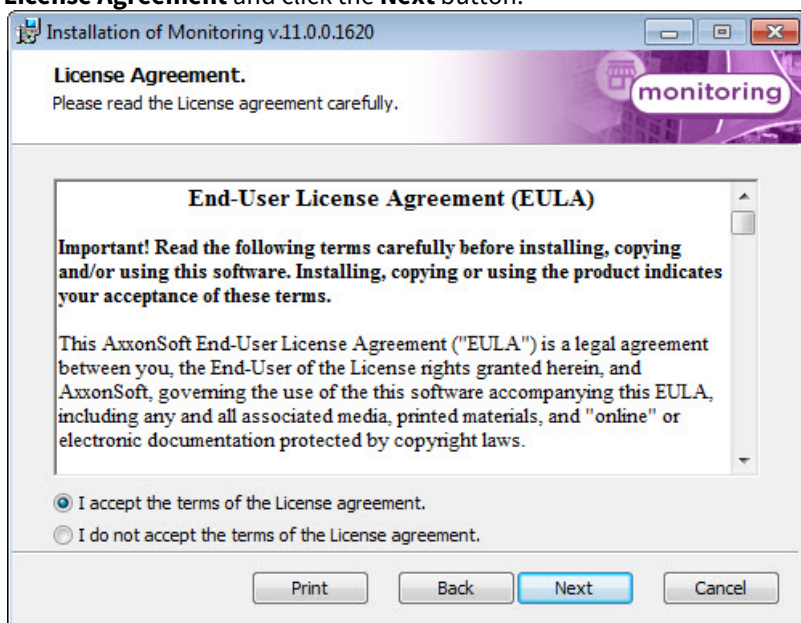 License Agreement and click the Next button.
Installation of Monitoring v.11.0.0.1620
License Agreement.
Please read the License agreement carefully.
monitoring
End-User License Agreement (EULA)
Important! Read the following terms carefully before installing, copying
and/or using this software. Installing, copying or using the product indicates
your acceptance of these terms.
This AxxonSoft End-User License Agreement ("EULA") is a legal agreement
between you, the End-User of the License rights granted herein, and
AxxonSoft, governing the use of the this software accompanying this EULA,
including any and all associated media, printed materials, and "online" or
electronic documentation protected by copyright laws.
I accept the terms of the License agreement.
I do not accept the terms of the License agreement.
Print Back Next Cancel